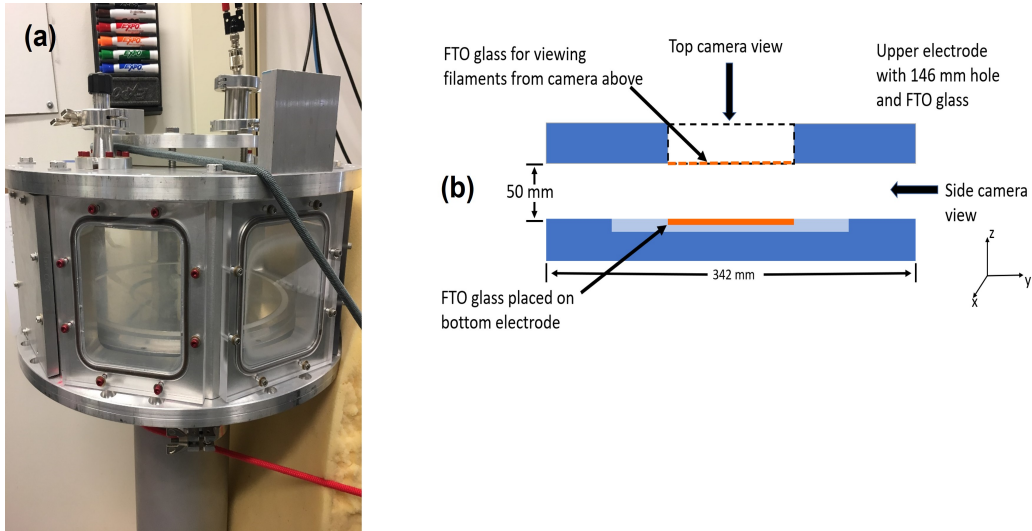 (a)
EXPO
EXPO
EXPO
EXPO
EXPO
FTO glass for viewing
filaments from camera above
Top camera view
Upper electrode
with 146 mm hole
and FTO glass
(b)
50 mm
Side camera
view
342 mm
FTO glass placed on
bottom electrode
z
y
x